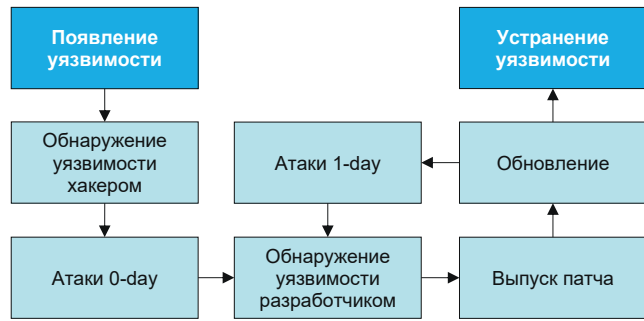 Появление
уязвимости
Устранение
уязвимости
Обнаружение
уязвимости
хакером
Атаки 1-day
Обновление
Атаки 0-day
Обнаружение
уязвимости
разработчиком
Выпуск патча